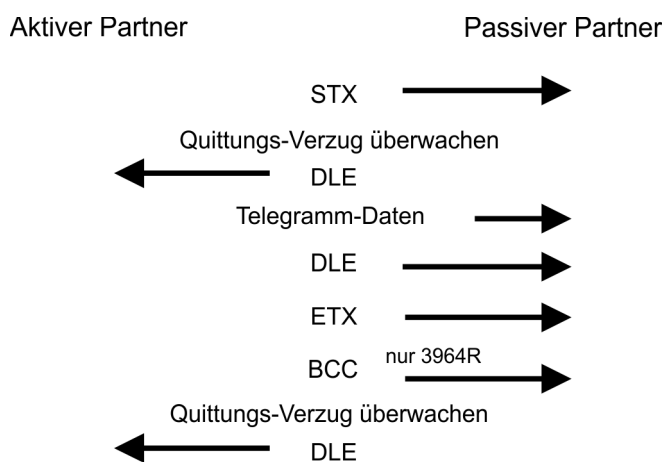 Aktiver Partner Passiver Partner
STX
Quittungs-Verzug überwachen
DLE
Telegramm-Daten
DLE
ETX
BCC nur 3964R
Quittungs-Verzug überwachen
DLE